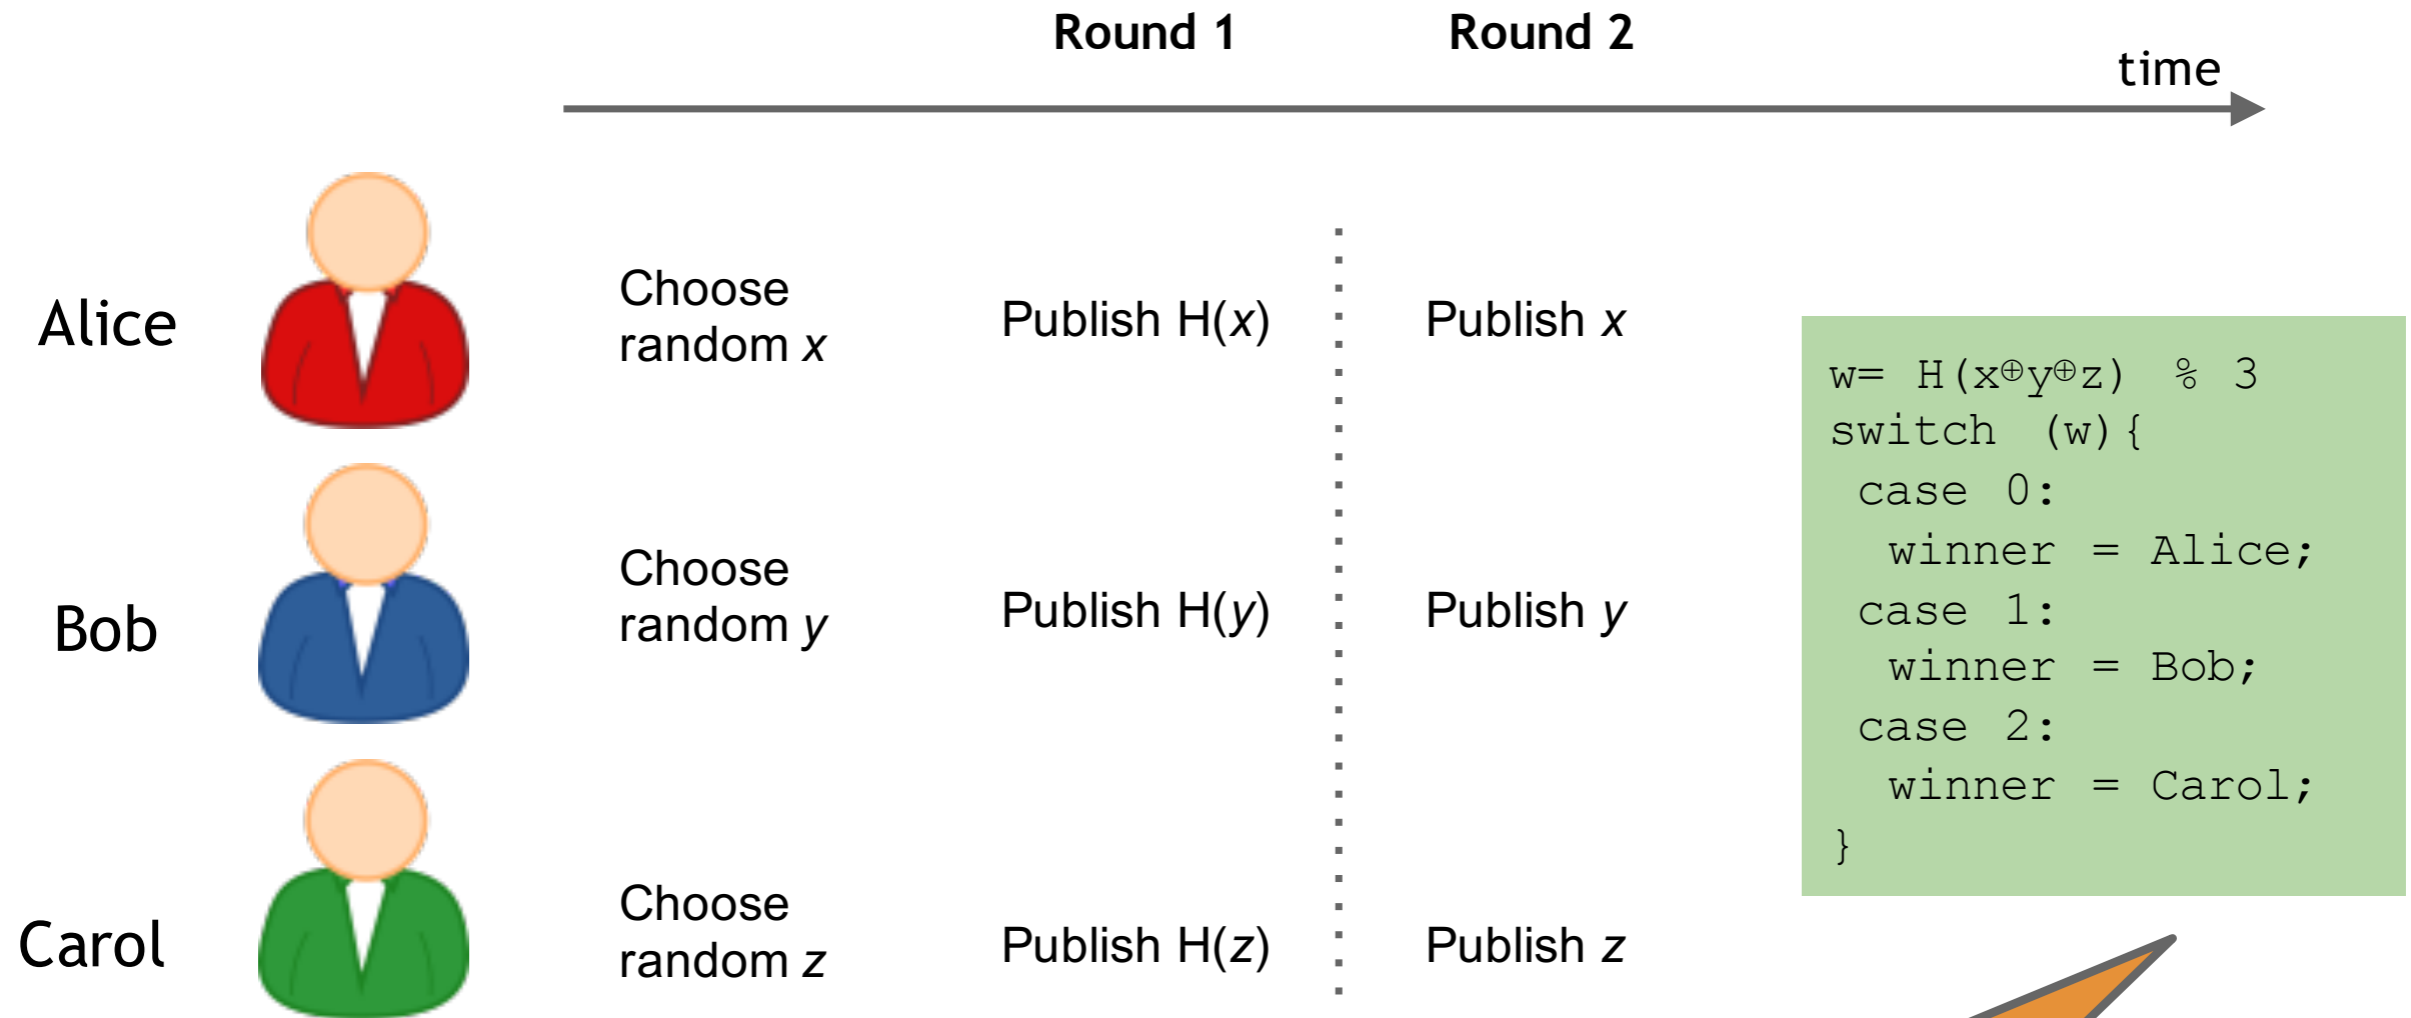 Round 1 Round 2
time
Alice
Choose
random x
Publish H(x)
Publish x
Bob
Choose
random y
Publish H(y)
Publish y
Carol
Choose
random z
Publish H(z)
Publish z
w= H(x⊕y⊕z) % 3
switch (w){
case 0:
winner = Alice;
case 1:
winner = Bob;
case 2:
winner = Carol;
}